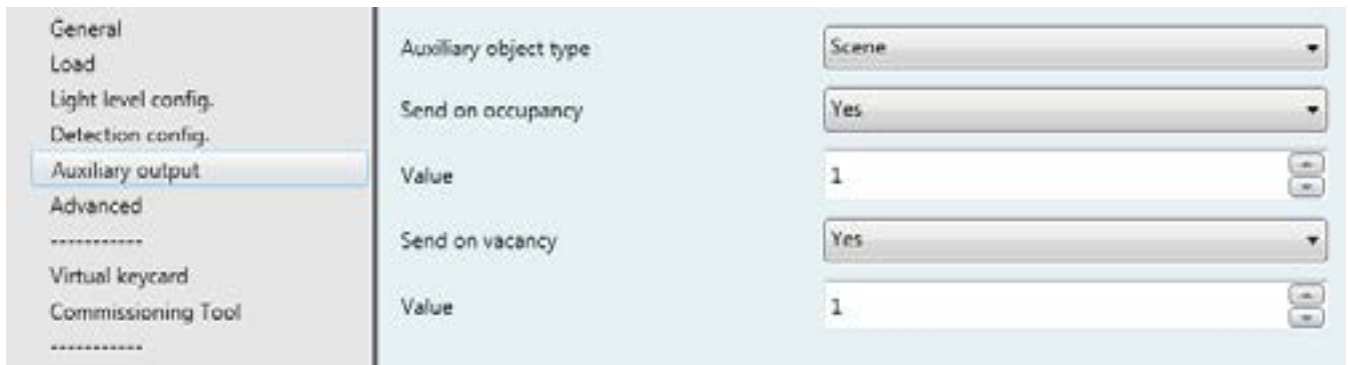 General
Load
Light level config.
Detection config.
Auxiliary output
Advanced
-----------
Virtual keycard
Commissioning Tool
-----------
Auxiliary object type
Scene
Send on occupancy
Yes
Value
1
Send on vacancy
Yes
Value
1